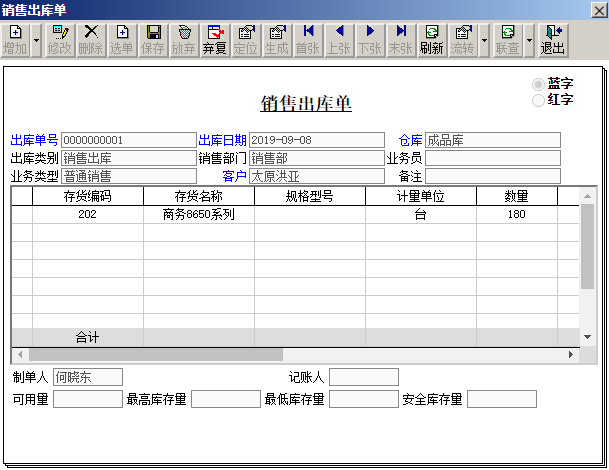 销售出库单
增加 修改 删除 选单 保存 放弃 弃复 定位 生成 首张 上张 下张 末张 刷新 流转 联查 退出
蓝字
红字
销售出库单
出库单号 0000000001 出库日期 2019-09-08 仓库 成品库
出库类别 销售出库 销售部门 销售部 业务员
业务类型 普通销售 客户 太原洪亚 备注
存货编码 存货名称 规格型号 计量单位 数量
202 商务8650系列 台 180
合计
制单人 何晓东 记账人
可用量 最高库存量 最低库存量 安全库存量